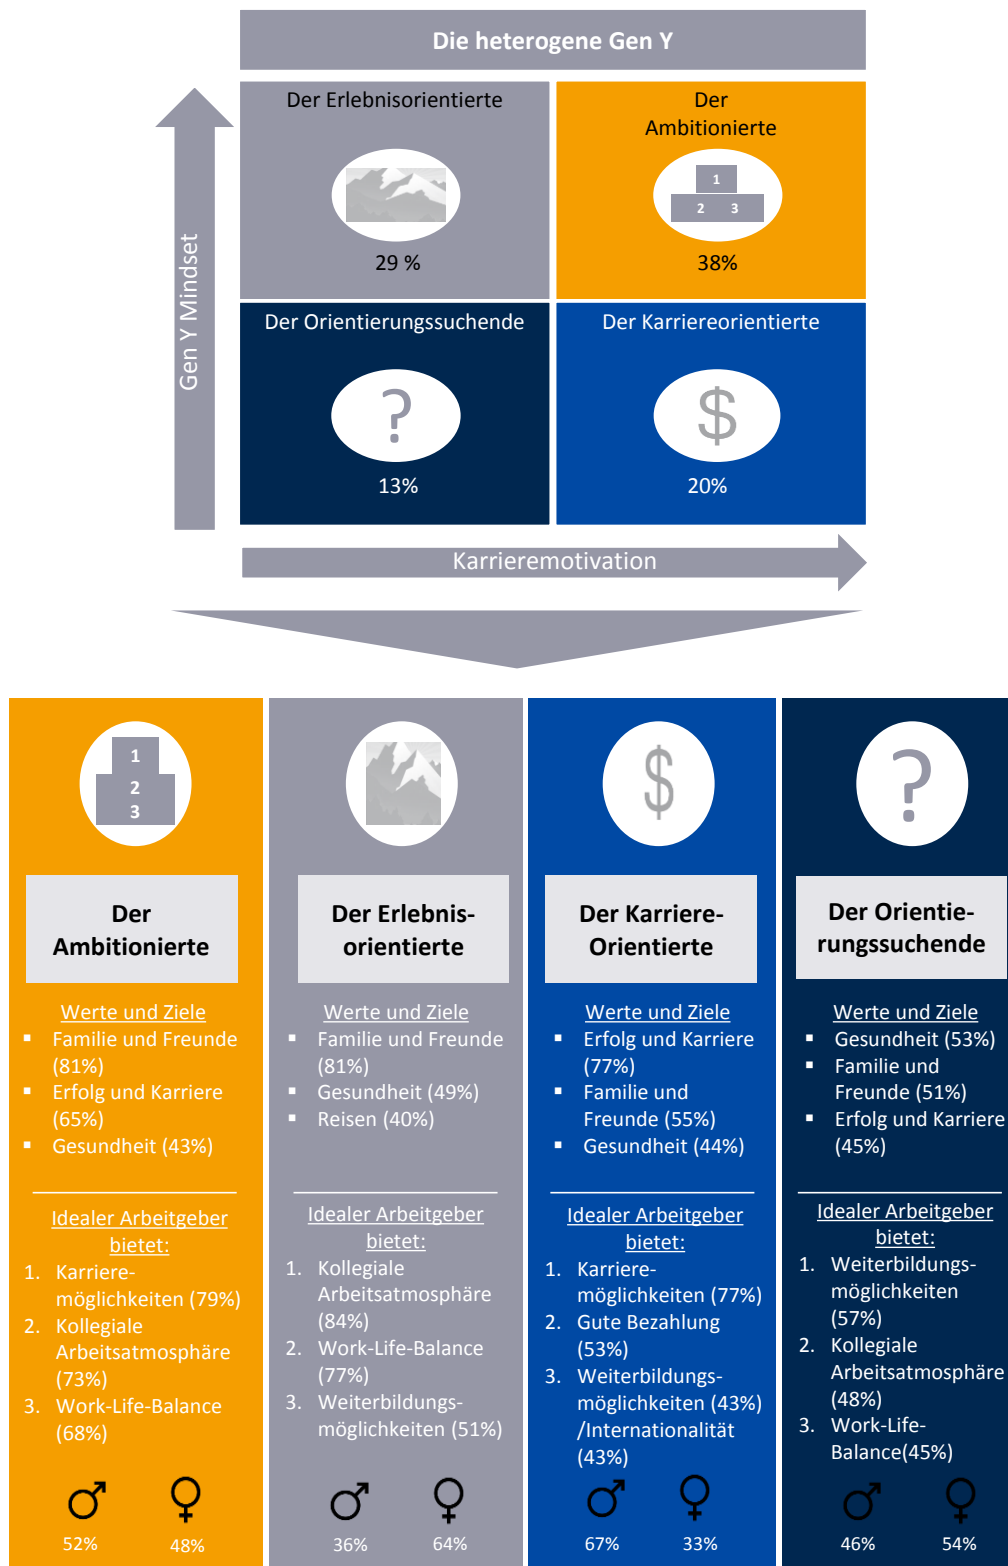 Die heterogene Gen Y
Gen Y Mindset
Der Erlebnisorientierte
29 %
Der
Ambitionierte
1
2 3
38%
Der Orientierungssuchende
?
13%
Der Karriereorientierte
$
20%
Karrieremotivation
1
2
3
Der
Ambitionierte
Werte und Ziele
▪ Familie und Freunde
(81%)
▪ Erfolg und Karriere
(65%)
▪ Gesundheit (43%)
Idealer Arbeitgeber
bietet:
1. Karriere-
möglichkeiten (79%)
2. Kollegiale
Arbeitsatmosphäre
(73%)
3. Work-Life-Balance
(68%)
♂ ♀
52% 48%
Der Erlebnis-
orientierte
Werte und Ziele
▪ Familie und Freunde
(81%)
▪ Gesundheit (49%)
▪ Reisen (40%)
Idealer Arbeitgeber
bietet:
1. Kollegiale
Arbeitsatmosphäre
(84%)
2. Work-Life-Balance
(77%)
3. Weiterbildungs-
möglichkeiten (51%)
♂ ♀
36% 64%
$
Der Karriere-
Orientierte
Werte und Ziele
▪ Erfolg und Karriere
(77%)
▪ Familie und
Freunde (55%)
▪ Gesundheit (44%)
Idealer Arbeitgeber
bietet:
1. Karriere-
möglichkeiten (77%)
2. Gute Bezahlung
(53%)
3. Weiterbildungs-
möglichkeiten (43%)
/Internationalität
(43%)
♂ ♀
67% 33%
?
Der Orientie-
rungssuchende
Werte und Ziele
▪ Gesundheit (53%)
▪ Familie und
Freunde (51%)
▪ Erfolg und Karriere
(45%)
Idealer Arbeitgeber
bietet:
1. Weiterbildungs-
möglichkeiten
(57%)
2. Kollegiale
Arbeitsatmosphäre
(48%)
3. Work-Life-
Balance(45%)
♂ ♀
46% 54%